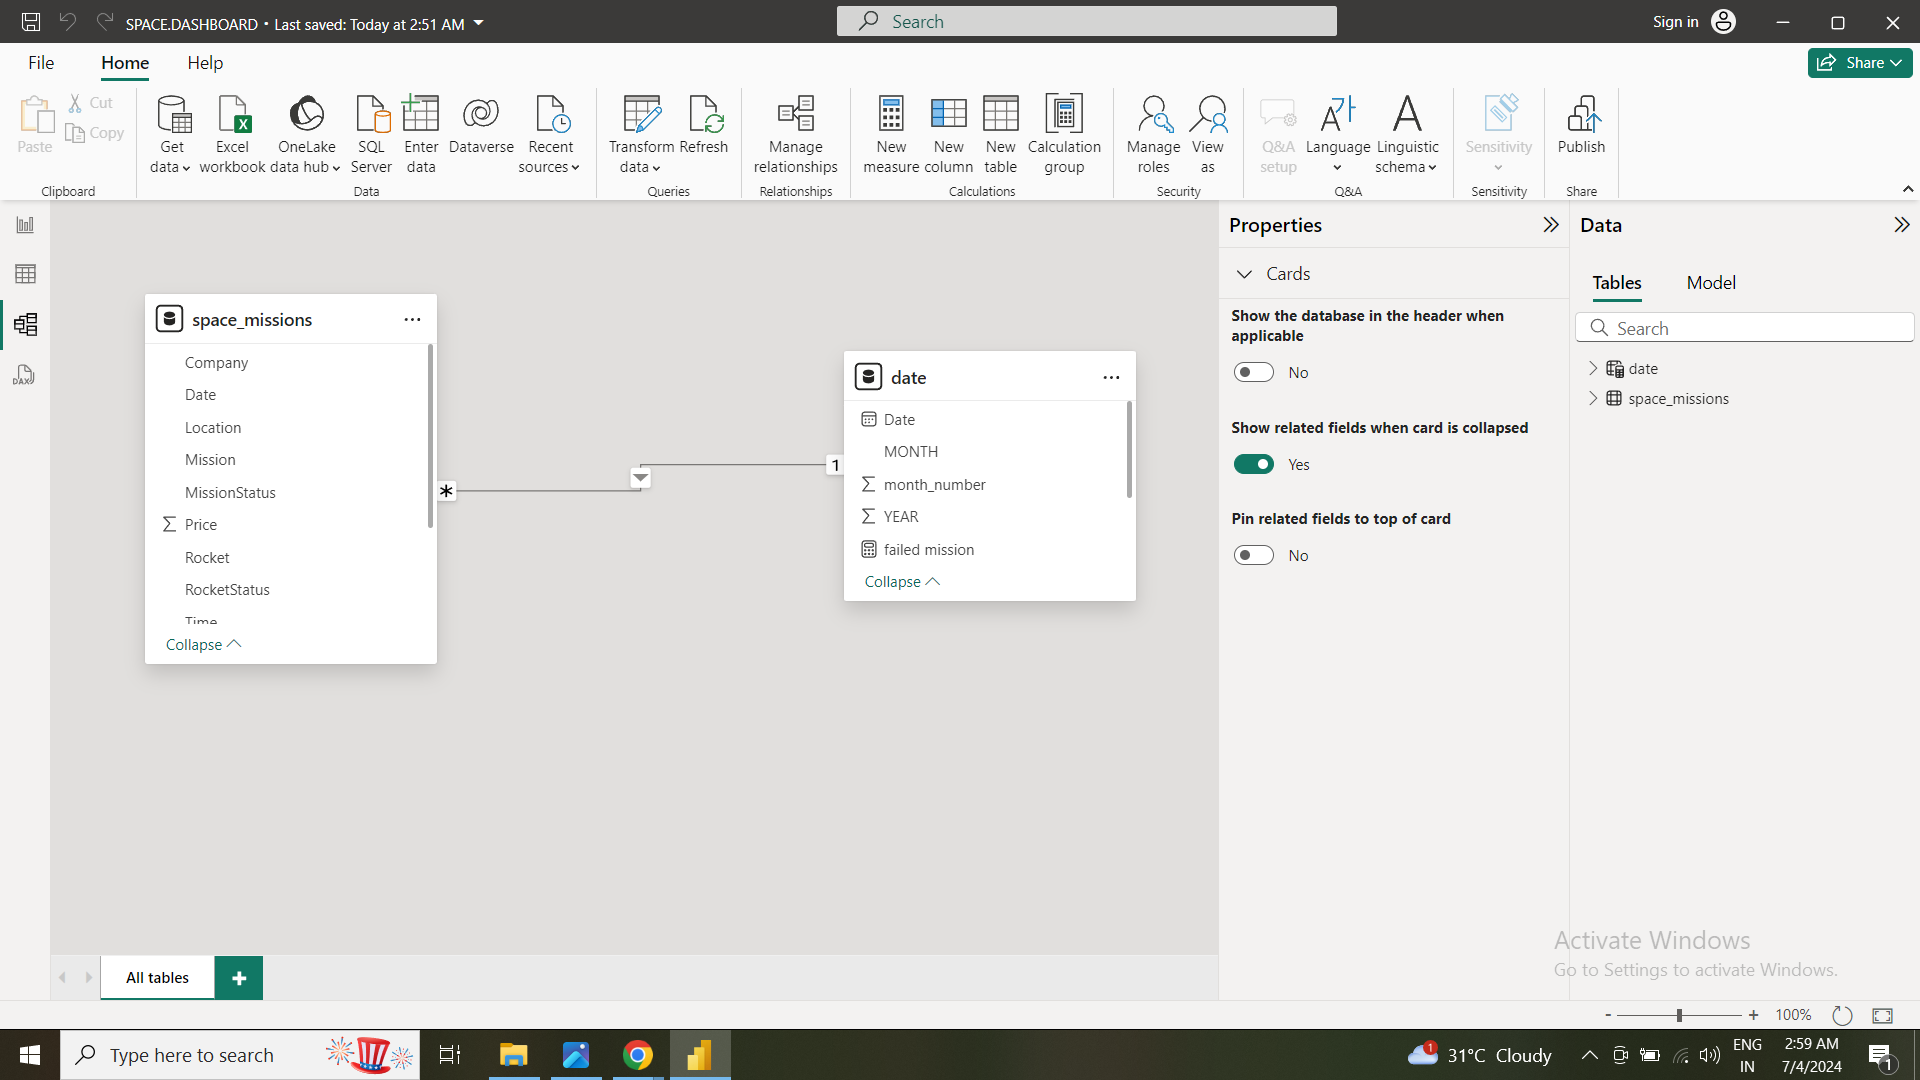 SPACE.DASHBOARD • Last saved: Today at 2:51 AM
Search
Sign in
File
Home
Help
Share
Paste
Cut
Copy
Clipboard
Get data
Excel workbook
OneLake data hub
SQL Server
Enter data
Dataverse
Recent sources
Data
Transform data
Refresh
Queries
Manage relationships
Relationships
New measure
New column
New table
Calculation group
Calculations
Manage roles
View as
Security
Q&A setup
Language
Linguistic schema
Q&A
Sensitivity
Sensitivity
Publish
Share
DAX
space_missions
Company
Date
Location
Mission
MissionStatus
Price
Rocket
RocketStatus
Time
Collapse
*
1
date
Date
MONTH
month_number
YEAR
failed mission
Collapse
Properties
Cards
Show the database in the header when
applicable
No
Show related fields when card is collapsed
Yes
Pin related fields to top of card
No
Data
Tables
Model
Search
date
space_missions
Activate Windows
Go to Settings to activate Windows.
All tables
+
- + 100%
Type here to search
1
31°C Cloudy
ENG
IN
2:59 AM
7/4/2024
1